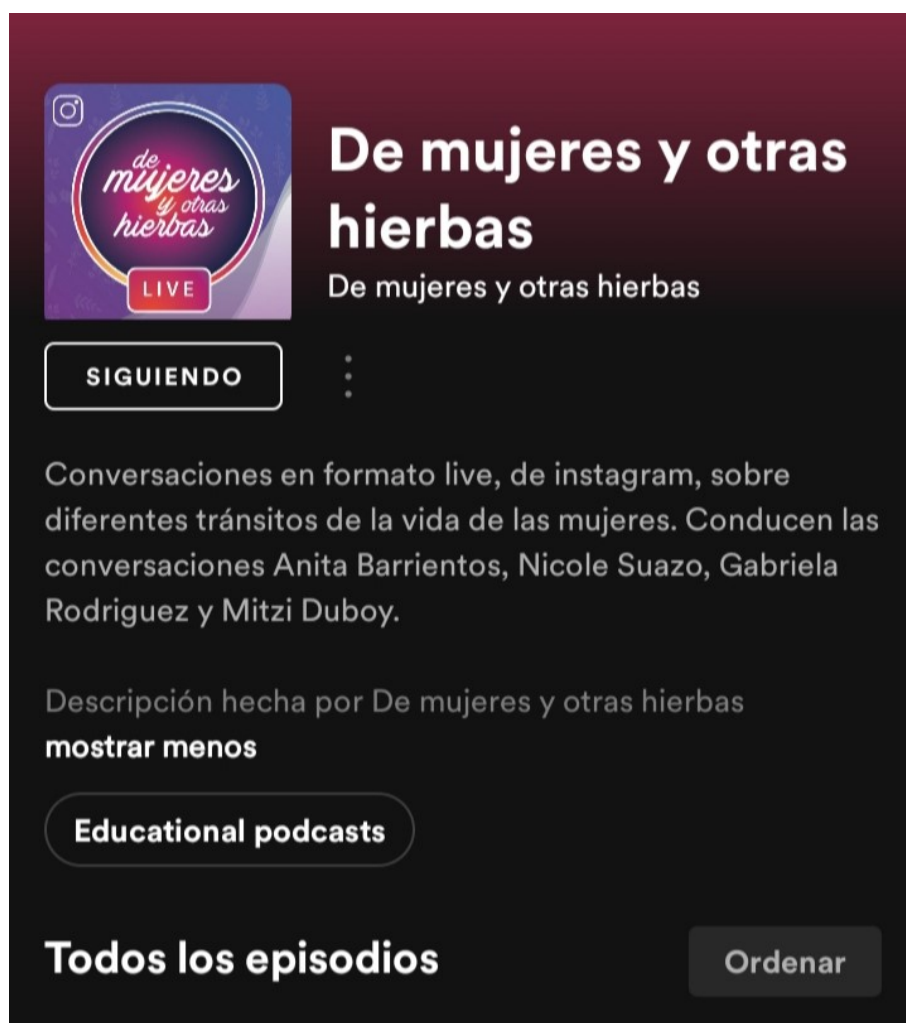 de
mujeres
y otras
hierbas
LIVE
De mujeres y otras
hierbas
De mujeres y otras hierbas
SIGUIENDO
Conversaciones en formato live, de instagram, sobre
diferentes tránsitos de la vida de las mujeres. Conducen las
conversaciones Anita Barrientos, Nicole Suazo, Gabriela
Rodriguez y Mitzi Duboy.
Descripción hecha por De mujeres y otras hierbas
mostrar menos
Educational podcasts
Todos los episodios
Ordenar